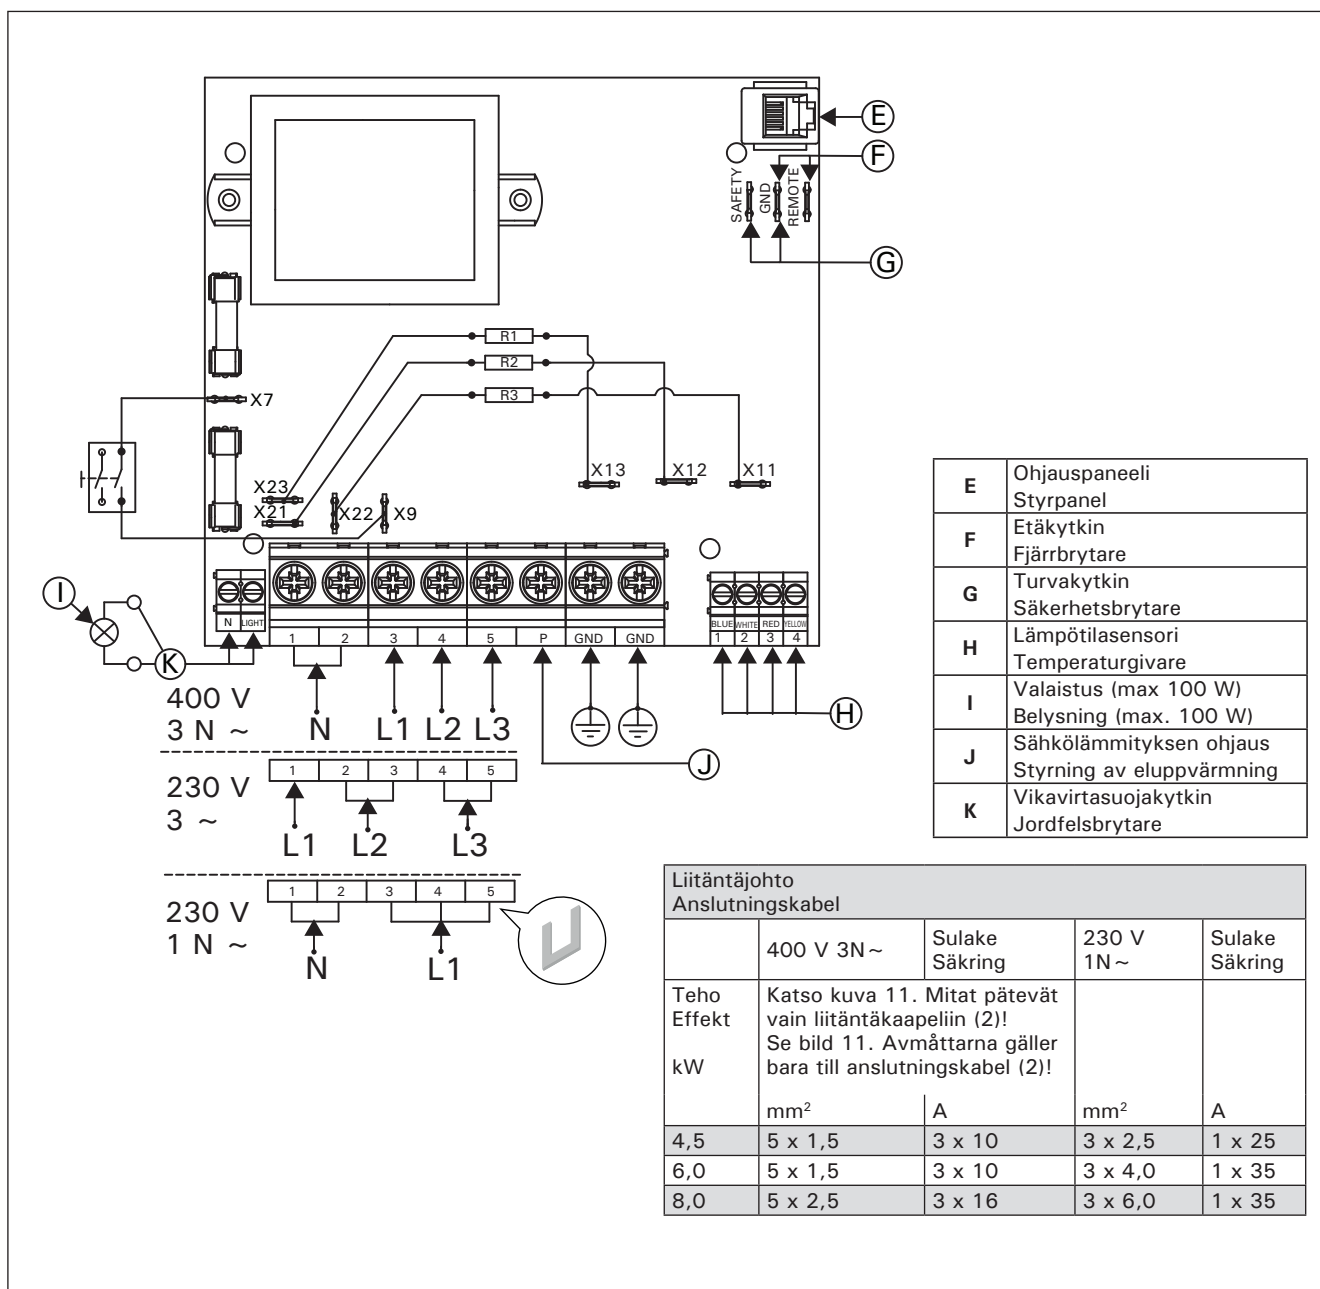 E
F
SAFETY
GND
REMOTE
G
R1
R2
R3
X7
X13
X12
X11
X23
X21
X22
X9
I
N
LIGHT
K
1
2
3
4
5
P
GND
GND
BLUE
WHITE
RED
YELLOW
1
2
3
4
H
J
400 V
3 N ~
N
L1
L2
L3
230 V
3 ~
1
2
3
4
5
L1
L2
L3
230 V
1 N ~
1
2
3
4
5
N
L1
E
Ohjauspaneeli
Styrpanel
F
Etäkytkin
Fjärrbrytare
G
Turvakytkin
Säkerhetsbrytare
H
Lämpötilasensori
Temperaturgivare
I
Valaistus (max 100 W)
Belysning (max. 100 W)
J
Sähkölämmityksen ohjaus
Styrning av eluppvärmning
K
Vikavirtasuojakytkin
Jordfelsbrytare
Liitäntäjohto
Anslutningskabel
400 V 3N~
Sulake
Säkring
230 V
1N~
Sulake
Säkring
Teho
Effekt
kW
Katso kuva 11. Mitat pätevät
vain liitäntäkaapeliin (2)!
Se bild 11. Avmåttarna gäller
bara till anslutningskabel (2)!
mm² A mm² A
4,5 5 x 1,5 3 x 10 3 x 2,5 1 x 25
6,0 5 x 1,5 3 x 10 3 x 4,0 1 x 35
8,0 5 x 2,5 3 x 16 3 x 6,0 1 x 35